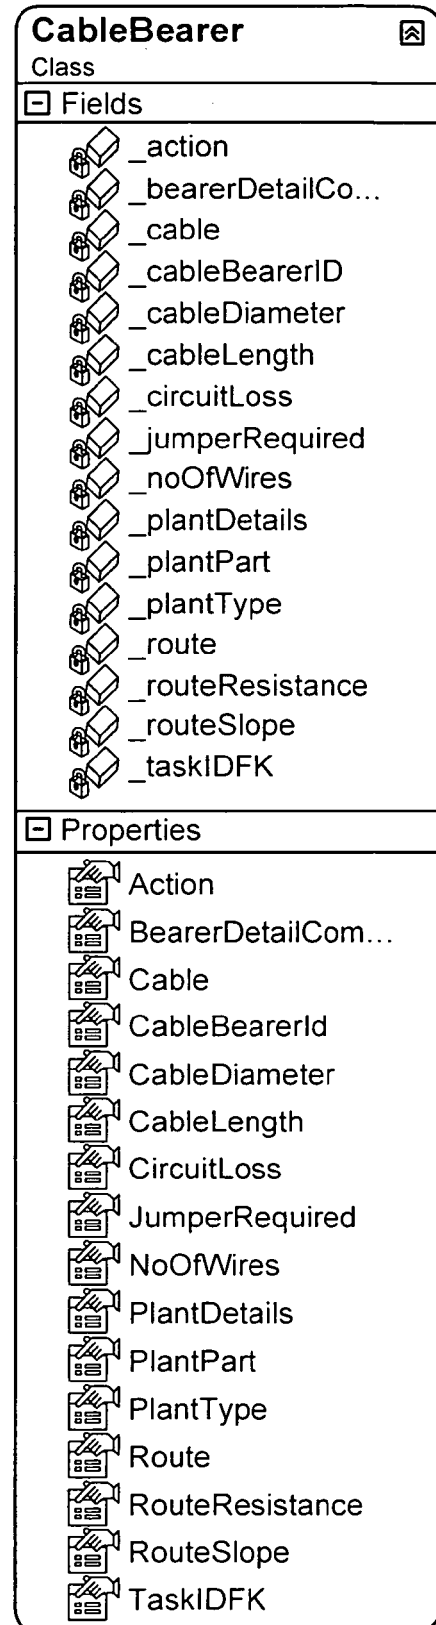 CableBearer
Class
Fields
_action
_bearerDetailCo...
_cable
_cableBearerID
_cableDiameter
_cableLength
_circuitLoss
_jumperRequired
_noOfWires
_plantDetails
_plantPart
_plantType
_route
_routeResistance
_routeSlope
_taskIDFK
Properties
Action
BearerDetailCom...
Cable
CableBearerId
CableDiameter
CableLength
CircuitLoss
JumperRequired
NoOfWires
PlantDetails
PlantPart
PlantType
Route
RouteResistance
RouteSlope
TaskIDFK